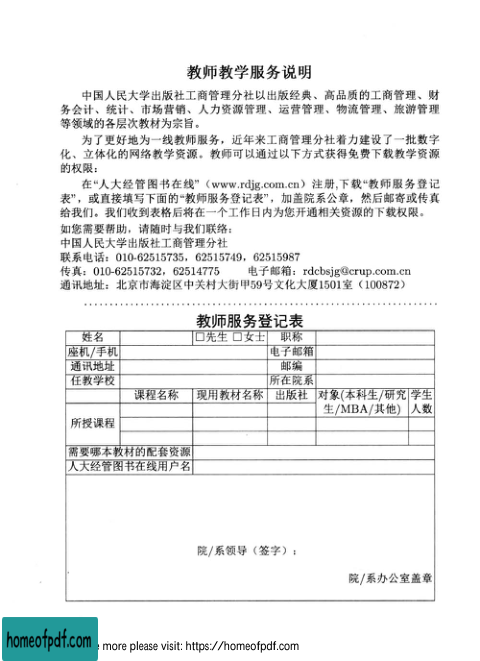 教师教学服务说明
中国人民大学出版社工商管理分社以出版经典、高品质的工商管理、财
务会计、统计、市场营销、人力资源管理、运营管理、物流管理、旅游管理
等领域的各层次教材为宗旨。
为了更好地为一线教师服务，近年来工商管理分社着力建设了一批数字
化、立体化的网络教学资源。教师可以通过以下方式获得免费下载教学资源
的权限：
在“人大经管图书在线”（www.rdjg.com.cn）注册,下载“教师服务登记
表”，或直接填写下面的“教师服务登记表”，加盖院系公章，然后邮寄或传真
给我们。我们收到表格后将在一个工作日内为您开通相关资源的下载权限。
如您需要帮助，请随时与我们联络：
中国人民大学出版社工商管理分社
联系电话：010-62515735，62515749，62515987
传真：010-62515732，62514775 电子邮箱：rdcbsjg@crup.com.cn
通讯地址：北京市海淀区中关村大街甲59号文化大厦1501室（100872）
教师服务登记表
姓名 □先生 □女士 职称
座机/手机 电子邮箱
通讯地址 邮编
任教学校 所在院系
所授课程 课程名称 现用教材名称 出版社 对象(本科生/研究生/MBA/其他) 学生人数
需要哪本教材的配套资源
人大经管图书在线用户名
院/系领导（签字）：
院/系办公室盖章
homeofpdf.com
more please visit: https://homeofpdf.com